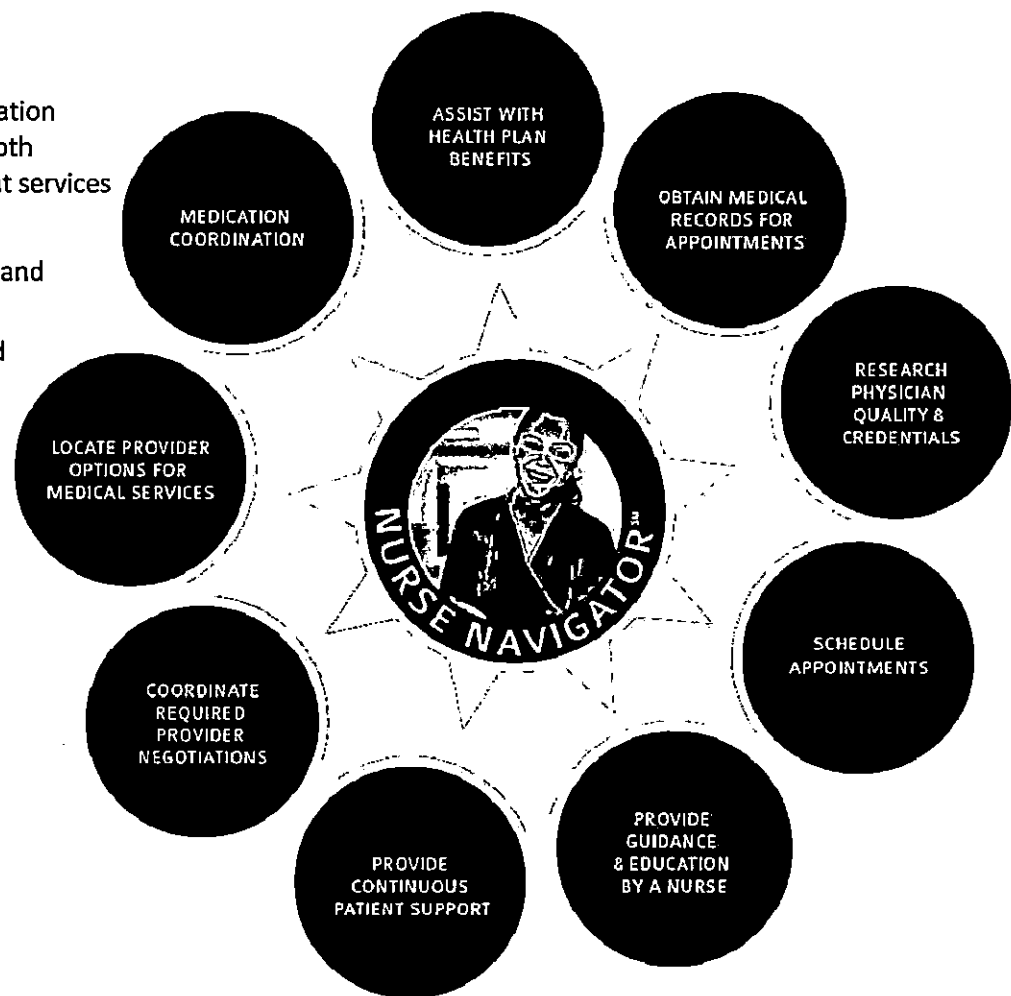 ation
oth
t services
and
d
ASSIST WITH
HEALTH PLAN
BENEFITS
OBTAIN MEDICAL
RECORDS FOR
APPOINTMENTS
RESEARCH
PHYSICIAN
QUALITY &
CREDENTIALS
SCHEDULE
APPOINTMENTS
PROVIDE
GUIDANCE
& EDUCATION
BY A NURSE
PROVIDE
CONTINUOUS
PATIENT SUPPORT
COORDINATE
REQUIRED
PROVIDER
NEGOTIATIONS
LOCATE PROVIDER
OPTIONS FOR
MEDICAL SERVICES
MEDICATION
COORDINATION
NURSE NAVIGATOR℠